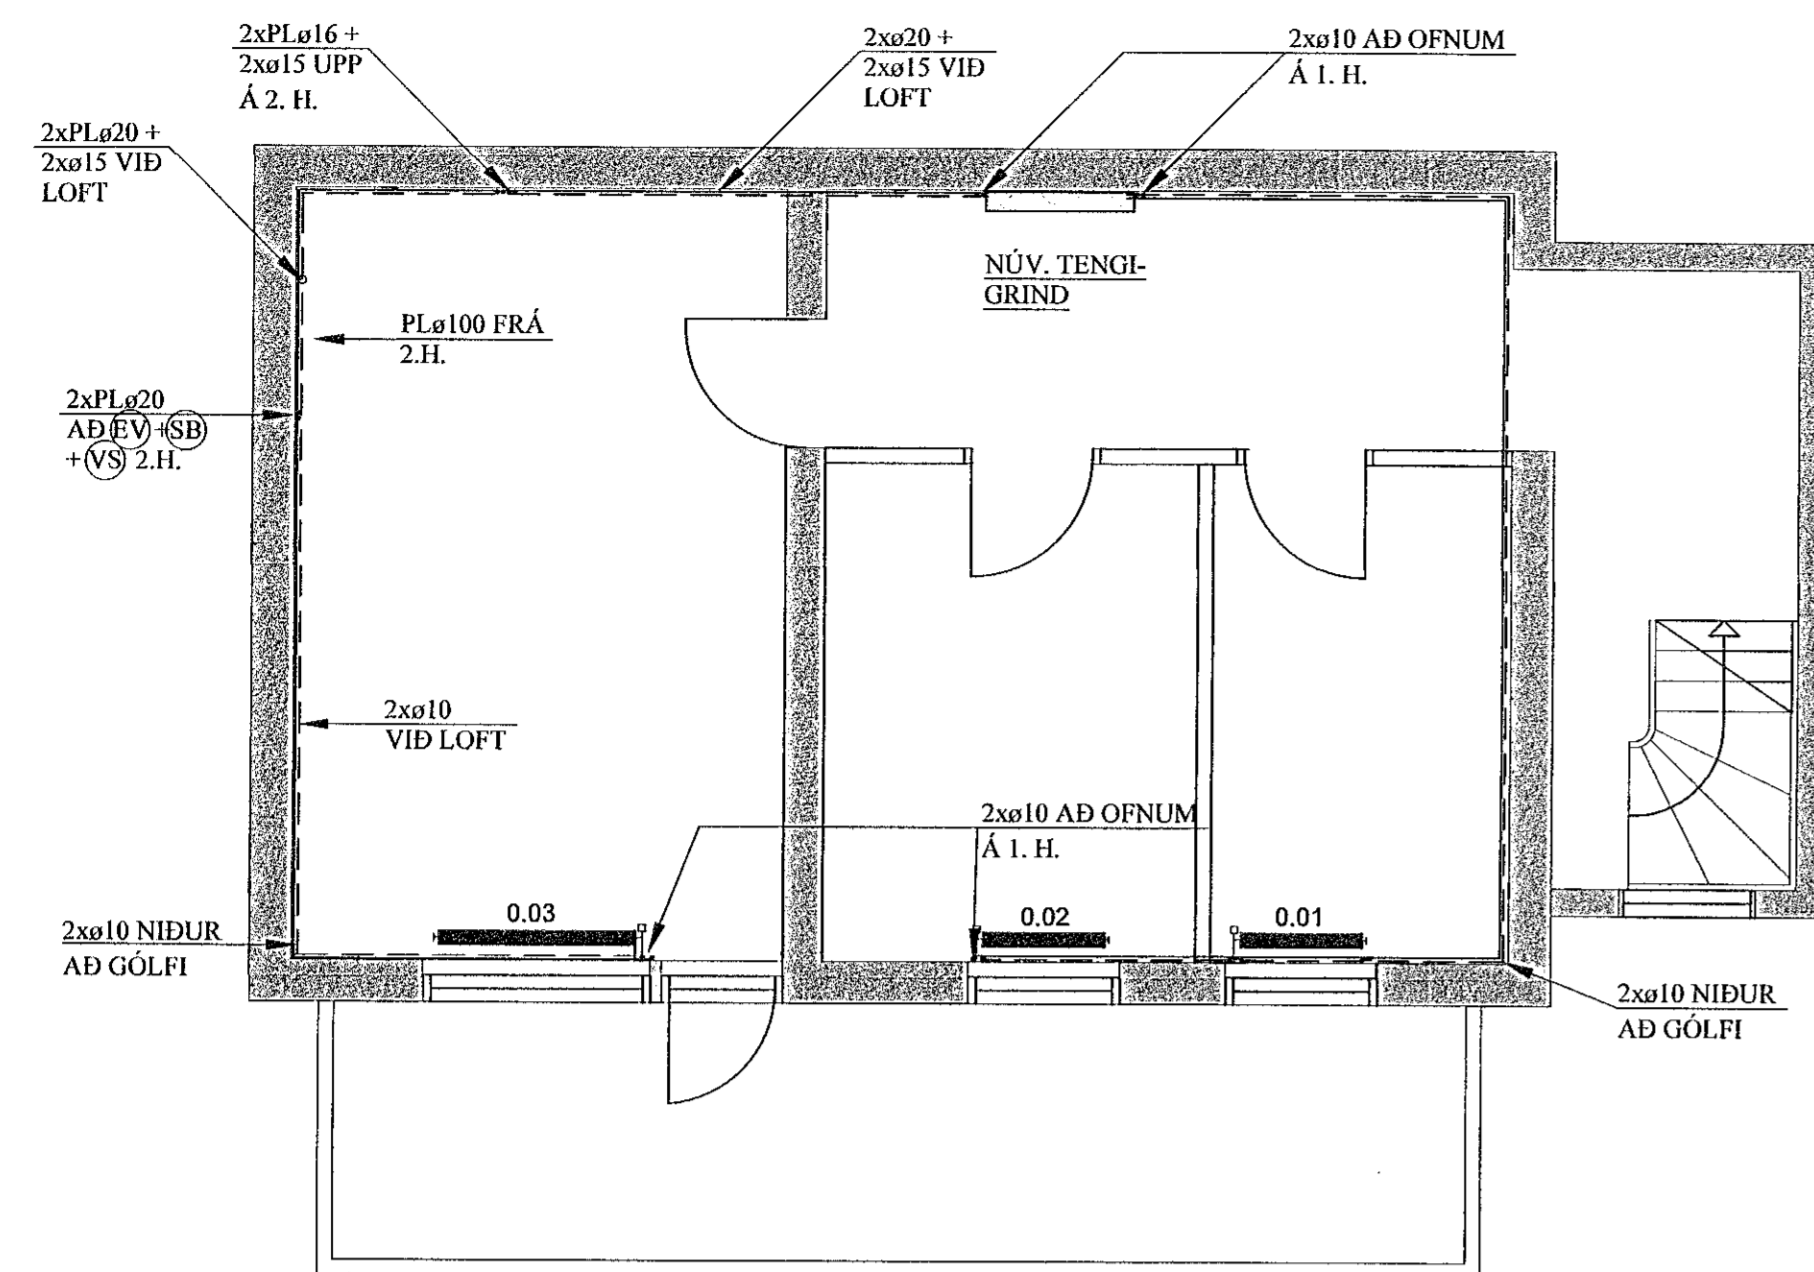 2xPLø16 +
2xø15 UPP
Á 2. H.
2xø20 +
2xø15 VIÐ
LOFT
2xø10 AÐ OFNUM
Á 1. H.
2xPLø20 +
2xø15 VIÐ
LOFT
NÚV. TENGI-
GRIND
PLø100 FRÁ
2.H.
2xPLø20
AÐ EV +SB
+ VS 2.H.
2xø10
VIÐ LOFT
2xø10 AÐ OFNUM
Á 1. H.
0.03
0.02
0.01
2xø10 NIÐUR
AÐ GÓLFI
2xø10 NIÐUR
AÐ GÓLFI